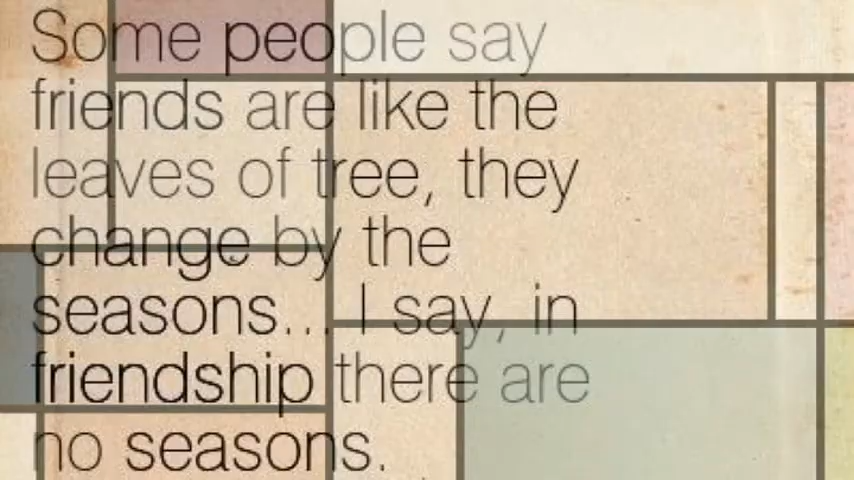 Some people say
friends are like the
leaves of tree, they
change by the
seasons... I say, in
friendship there are
no seasons.